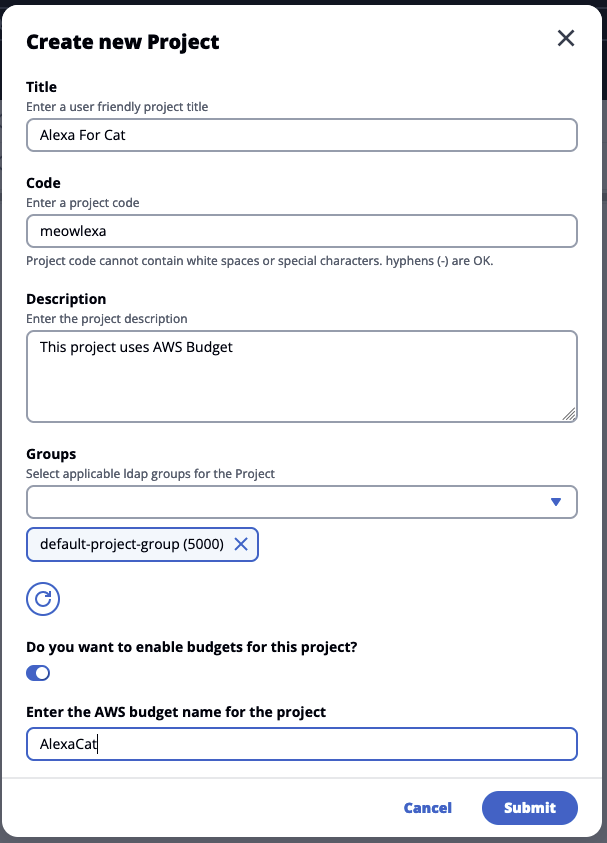 Create new Project
Title
Enter a user friendly project title
Alexa For Cat
Code
Enter a project code
meowlexa
Project code cannot contain white spaces or special characters. hyphens (-) are OK.
Description
Enter the project description
This project uses AWS Budget
Groups
Select applicable ldap groups for the Project
default-project-group (5000)
Do you want to enable budgets for this project?
Enter the AWS budget name for the project
AlexaCat
Cancel Submit